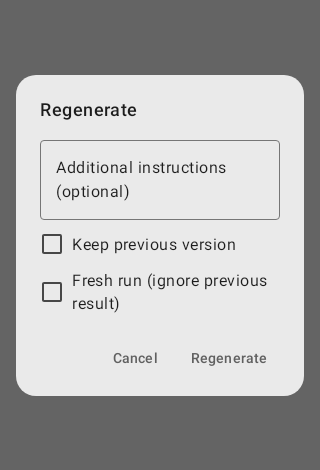 Regenerate
Additional instructions
(optional)
Keep previous version
Fresh run (ignore previous
result)
Cancel
Regenerate